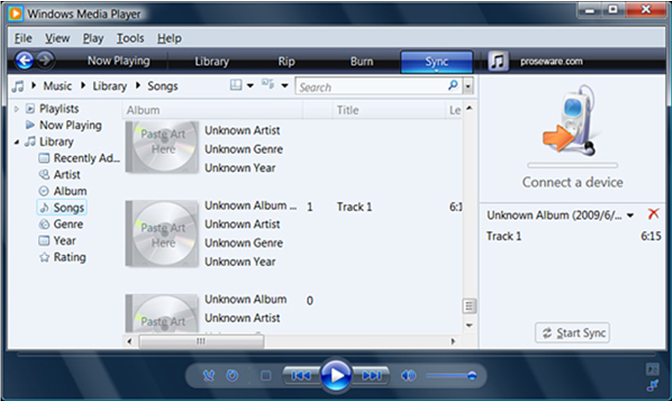 Windows Media Player
File View Play Tools Help
Now Playing Library Rip Burn Sync proseware.com
Music Library Songs Search
Playlists
Now Playing
Library
Recently Ad...
Artist
Album
Songs
Genre
Year
Rating
Album Title Le
Paste Art Here
Unknown Artist
Unknown Genre
Unknown Year
Unknown Album ... 1 Track 1 6:1
Paste Art Here
Unknown Artist
Unknown Genre
Unknown Year
Unknown Album 0
Paste Art
Unknown Artist
Connect a device
Unknown Album (2009/6/...
Track 1 6:15
Start Sync